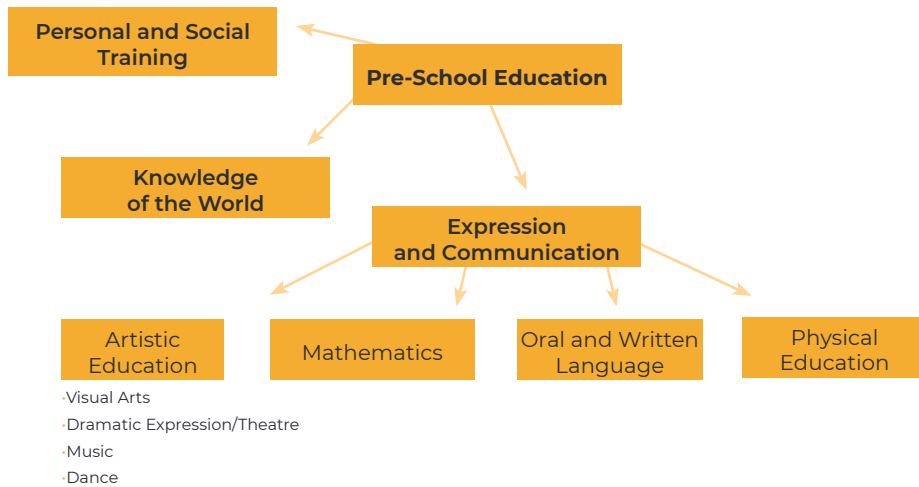 Personal and Social
Training
Pre-School Education
Knowledge
of the World
Expression
and Communication
Artistic
Education
Mathematics
Oral and Written
Language
Physical
Education
·Visual Arts
·Dramatic Expression/Theatre
·Music
·Dance